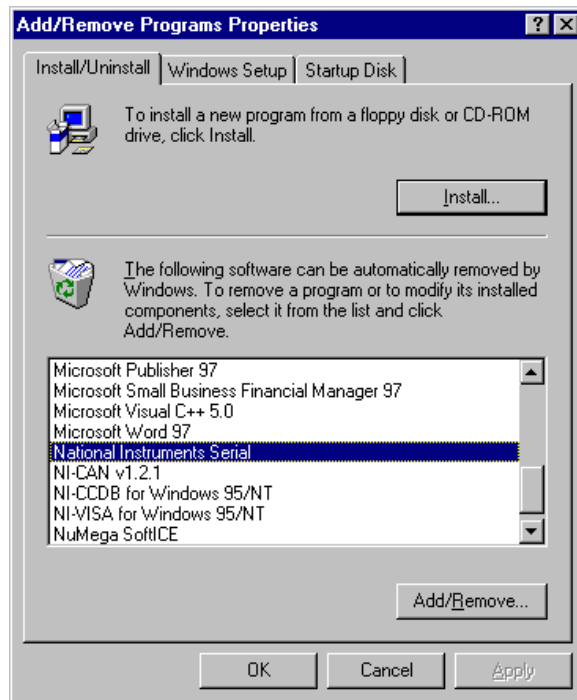 Add/Remove Programs Properties
Install/Uninstall
Windows Setup
Startup Disk
To install a new program from a floppy disk or CD-ROM
drive, click Install.
Install...
The following software can be automatically removed by
Windows. To remove a program or to modify its installed
components, select it from the list and click
Add/Remove.
Microsoft Publisher 97
Microsoft Small Business Financial Manager 97
Microsoft Visual C++ 5.0
Microsoft Word 97
National Instruments Serial
NI-CAN v1.2.1
NI-CCDB for Windows 95/NT
NI-VISA for Windows 95/NT
NuMega SoftICE
Add/Remove...
OK
Cancel
Apply